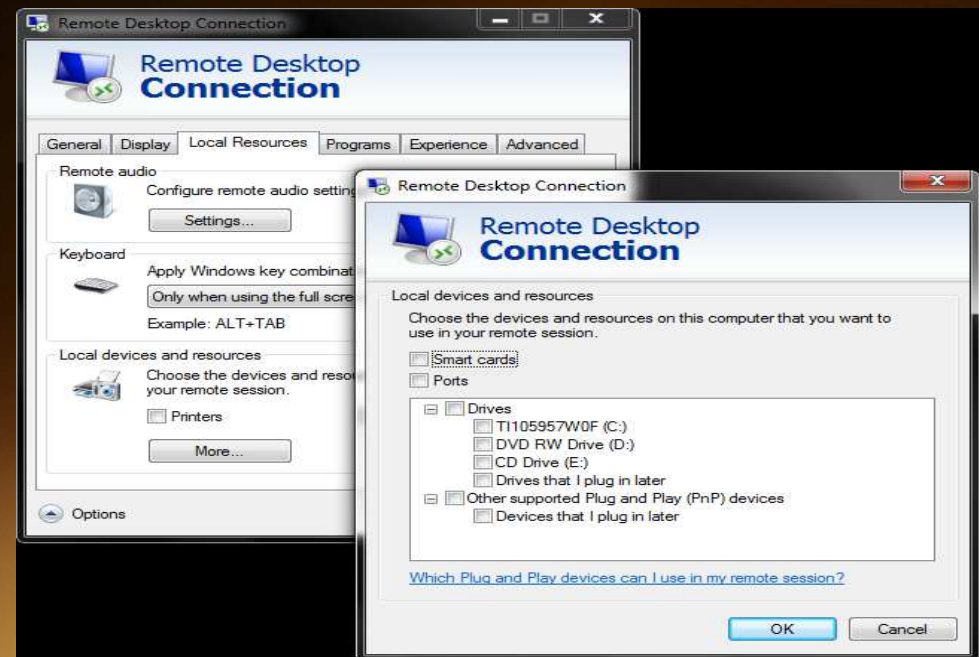 Remote Desktop Connection
Remote Desktop
Connection
General Display Local Resources Programs Experience Advanced
Remote audio
Configure remote audio
Settings...
Keyboard
Apply Windows key
Only when using the full
Example: ALT+TAB
Local devices and resources
Choose the devices and
your remote session.
Printers
More...
Options
Remote Desktop Connection
Remote Desktop
Connection
Local devices and resources
Choose the devices and resources on this computer that you want to
use in your remote session.
Smart cards
Ports
Drives
TI105957W0F (C:)
DVD RW Drive (D:)
CD Drive (E:)
Drives that I plug in later
Other supported Plug and Play (PnP) devices
Devices that I plug in later
Which Plug and Play devices can I use in my remote session?
OK Cancel